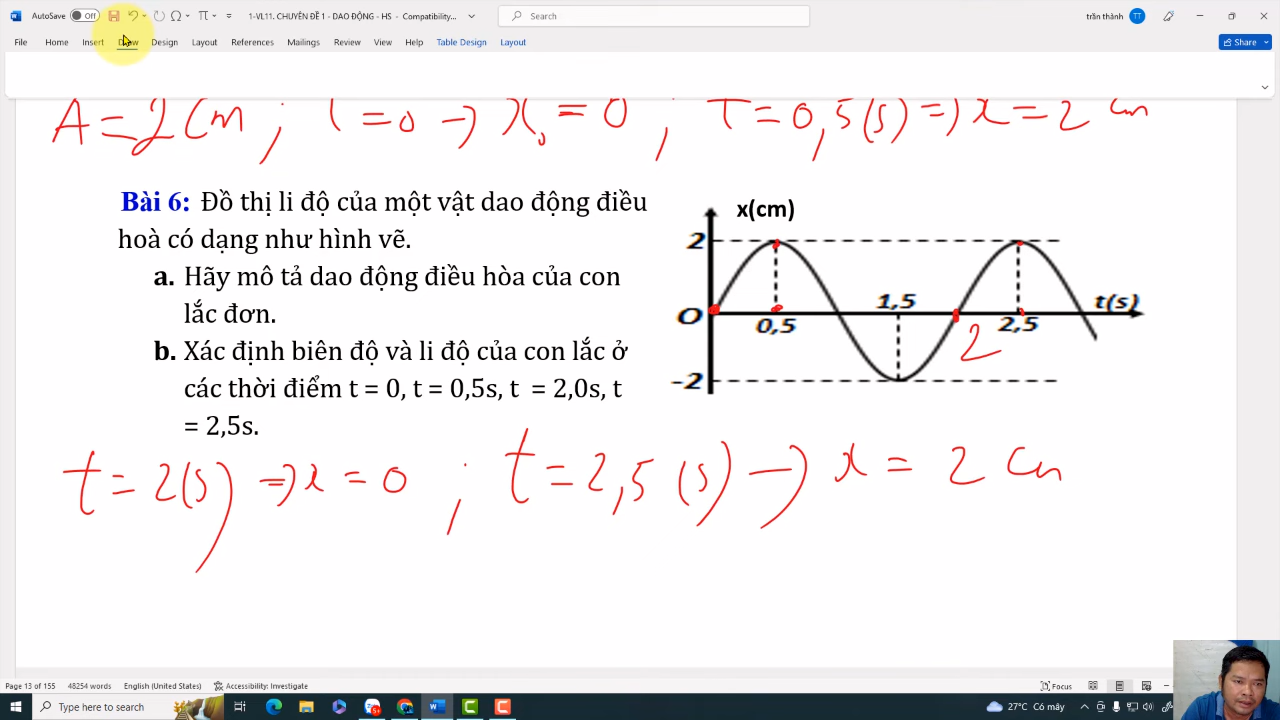 AutoSave Off 1-VL11. CHUYÊN ĐỀ 1 - DAO ĐỘNG - HS - Compatibility... Search trần thành TT
File Home Insert Draw Design Layout References Mailings Review View Help Table Design Layout Share
A = 2 Cm ; t = 0 → x₀ = 0 ; T = 0,5 (s) => x = 2 cm
Bài 6: Đồ thị li độ của một vật dao động điều
hoà có dạng như hình vẽ.
a. Hãy mô tả dao động điều hòa của con
lắc đơn.
b. Xác định biên độ và li độ của con lắc ở
các thời điểm t = 0, t = 0,5s, t = 2,0s, t
= 2,5s.
x(cm)
2
1,5 t(s)
O 0,5 2,5
2
-2
t = 2(s) => x = 0 ; t = 2,5 (s) → x = 2 cm
Page 13 of 155 48254 words English (United States) Accessibility: Investigate Focus
Type here to search 27°C Có mây